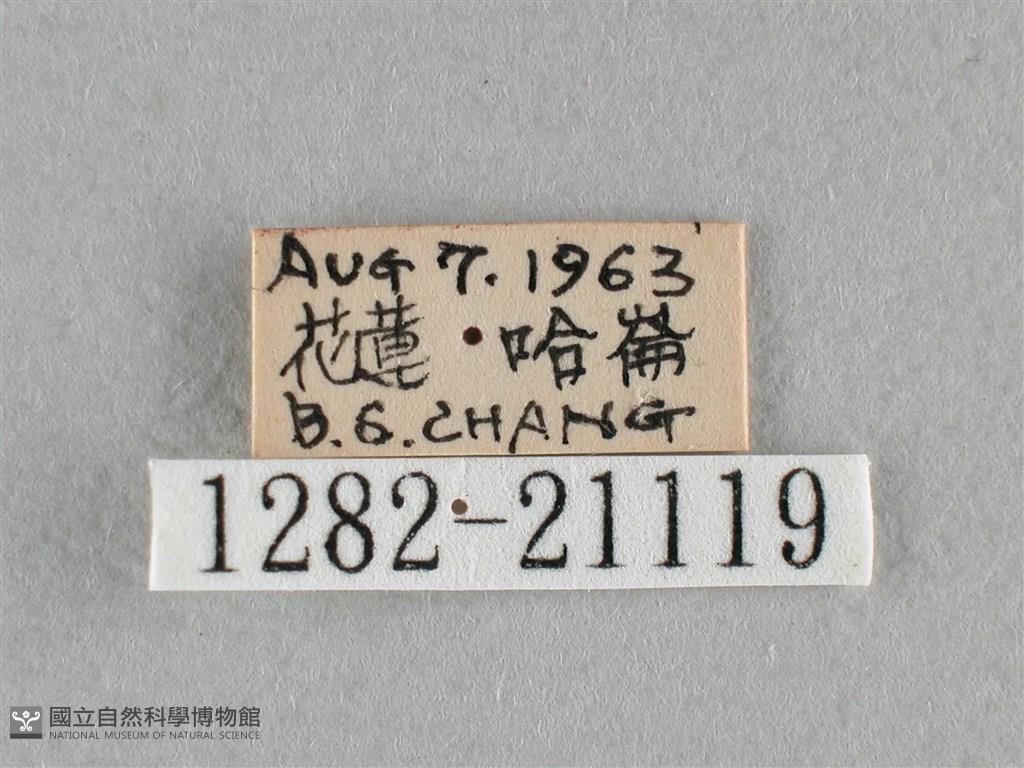 AUG 7. 1963
花蓮 哈崙
B.S.CHANG
1282-21119
國立自然科學博物館
NATIONAL MUSEUM OF NATURAL SCIENCE